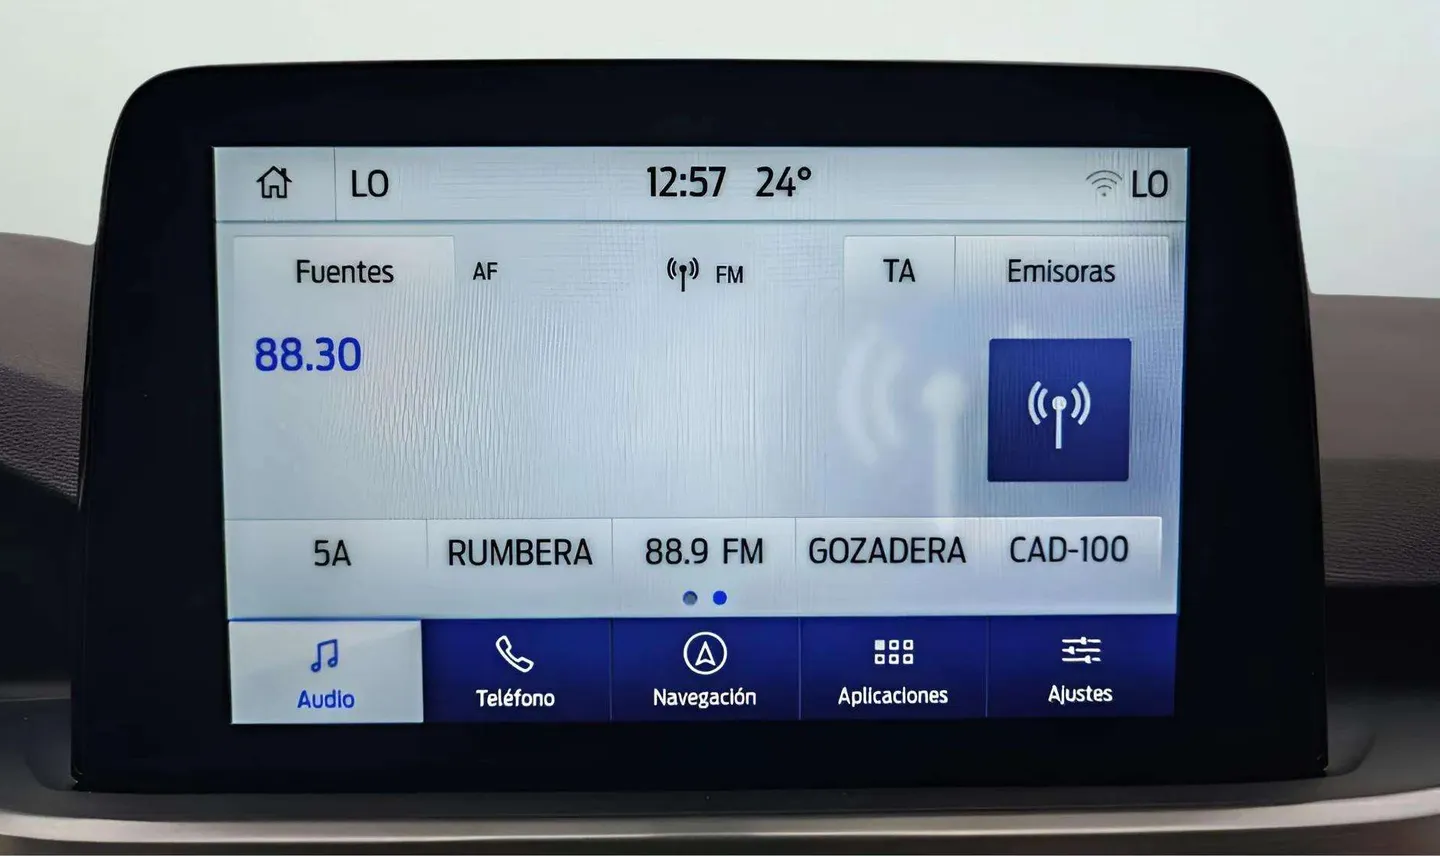 LO 12:57 24° LO
Fuentes AF FM TA Emisoras
88.30
5A RUMBERA 88.9 FM GOZADERA CAD-100
Audio Teléfono Navegación Aplicaciones Ajustes